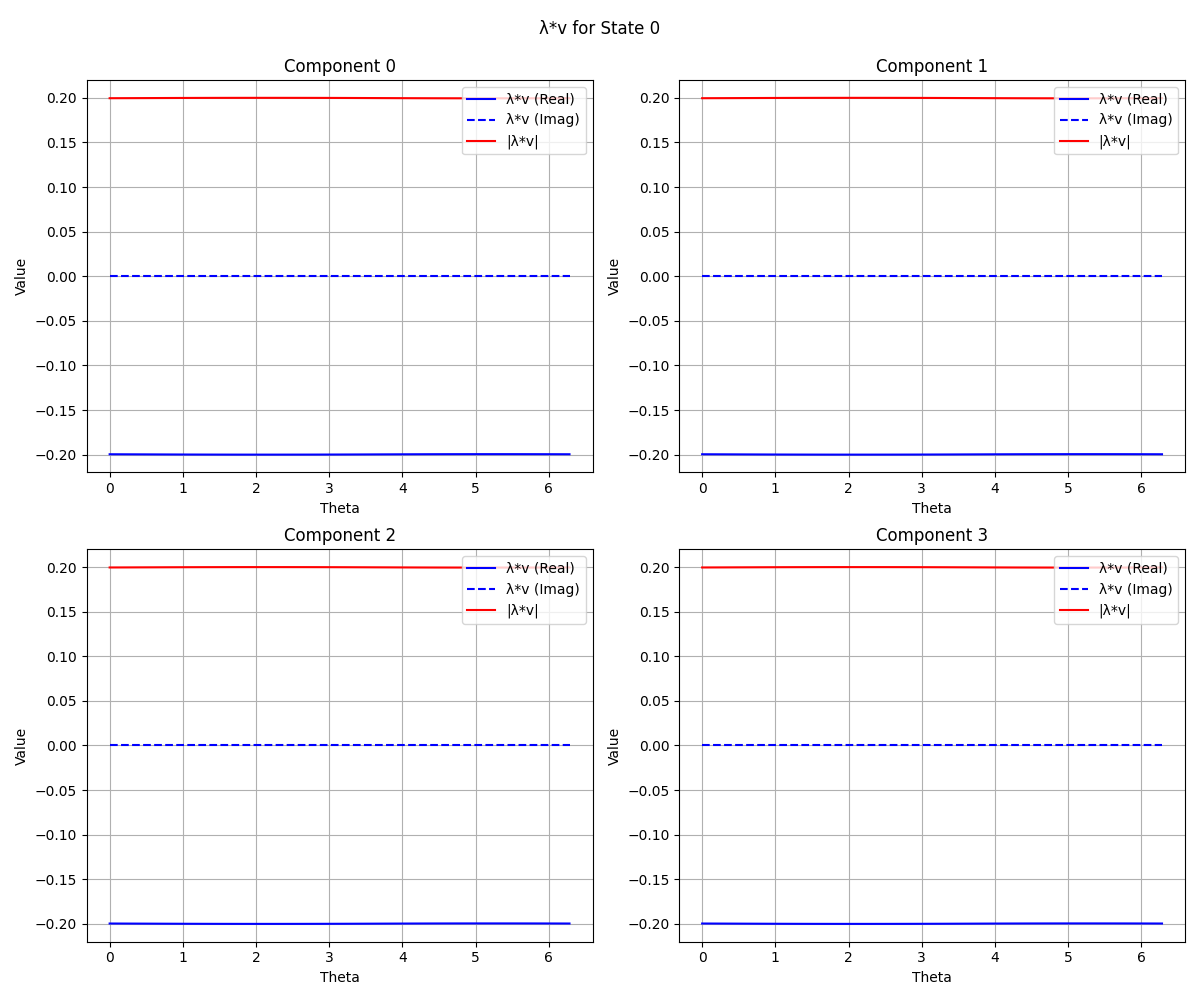 λ*v for State 0
Component 0
λ*v (Real)
λ*v (Imag)
|λ*v|
0.20
0.15
0.10
0.05
0.00
−0.05
−0.10
−0.15
−0.20
Value
0 1 2 3 4 5 6
Theta
Component 1
λ*v (Real)
λ*v (Imag)
|λ*v|
0.20
0.15
0.10
0.05
0.00
−0.05
−0.10
−0.15
−0.20
Value
0 1 2 3 4 5 6
Theta
Component 2
λ*v (Real)
λ*v (Imag)
|λ*v|
0.20
0.15
0.10
0.05
0.00
−0.05
−0.10
−0.15
−0.20
Value
0 1 2 3 4 5 6
Theta
Component 3
λ*v (Real)
λ*v (Imag)
|λ*v|
0.20
0.15
0.10
0.05
0.00
−0.05
−0.10
−0.15
−0.20
Value
0 1 2 3 4 5 6
Theta